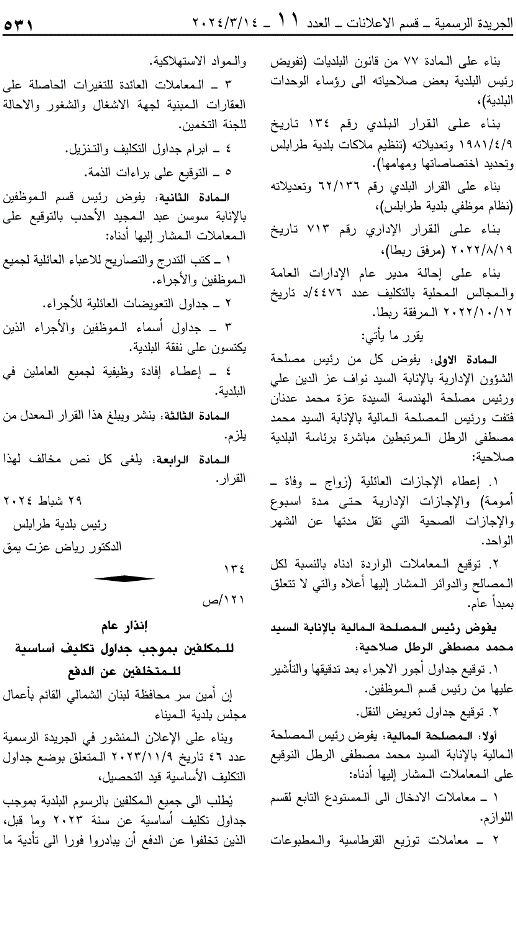 الجريدة الرسمية ـ قسم الاعلانات ـ العدد ١١ ـ ٢٠٢٤/٣/١٤
٥٣١
بناء على المادة ٧٧ من قانون البلديات (تفويض
رئيس البلدية بعض صلاحياته الى رؤساء الوحدات
البلدية)،
بناء على القرار البلدي رقم ١٣٤ تاريخ
١٩٨١/٤/٩ وتعديلاته (تنظيم ملاكات بلدية طرابلس
وتحديد اختصاصاتها ومهامها).
بناء على القرار البلدي رقم ٦٢/١٣٦ وتعديلاته
(نظام موظفي بلدية طرابلس)،
بناء على القرار الإداري رقم ٧١٣ تاريخ
٢٠٢٢/٨/١٩ (مرفق ربطا)،
بناء على إحالة مدير عام الإدارات العامة
والمجالس المحلية بالتكليف عدد ٤٤٧٦/د تاريخ
٢٠٢٢/١٠/١٢ المرفقة ربطا.
يقرر ما يأتي:
المادة الاولى: يفوض كل من رئيس مصلحة
الشؤون الإدارية بالإنابة السيد نواف عز الدين علي
ورئيس مصلحة الهندسة السيدة عزة محمد عدنان
فتفت ورئيس المصلحة المالية بالإنابة السيد محمد
مصطفى الرطل المرتبطين مباشرة برئاسة البلدية
صلاحية:
١. إعطاء الإجازات العائلية (زواج ـ وفاة ـ
أمومة) والإجازات الإدارية حتى مدة اسبوع
والإجازات الصحية التي تقل مدتها عن الشهر
الواحد.
٢. توقيع المعاملات الواردة ادناه بالنسبة لكل
المصالح والدوائر المشار إليها أعلاه والتي لا تتعلق
بمبدأ عام.
يفوض رئيس المصلحة المالية بالإنابة السيد
محمد مصطفى الرطل صلاحية:
١. توقيع جداول أجور الاجراء بعد تدقيقها والتأشير
عليها من رئيس قسم الموظفين.
٢. توقيع جداول تعويض النقل.
أولا: المصلحة المالية: يفوض رئيس المصلحة
المالية بالإنابة السيد محمد مصطفى الرطل التوقيع
على المعاملات المشار إليها أدناه:
١ ـ معاملات الادخال الى المستودع التابع لقسم
اللوازم.
٢ ـ معاملات توزيع القرطاسية والمطبوعات
والمواد الاستهلاكية.
٣ ـ المعاملات العائدة للتغيرات الحاصلة على
العقارات المبنية لجهة الاشغال والشغور والاحالة
للجنة التخمين.
٤ ـ ابرام جداول التكليف والتنزيل.
٥ ـ التوقيع على براءات الذمة.
المادة الثانية: يفوض رئيس قسم الموظفين
بالإنابة سوسن عبد المجيد الأحدب بالتوقيع على
المعاملات المشار إليها أدناه:
١ ـ كتب التدرج والتصاريح للاعباء العائلية لجميع
الموظفين والأجراء.
٢ ـ جداول التعويضات العائلية للأجراء.
٣ ـ جداول أسماء الموظفين والأجراء الذين
يكتسون على نفقة البلدية.
٤ ـ إعطاء إفادة وظيفية لجميع العاملين في
البلدية.
المادة الثالثة: ينشر ويبلغ هذا القرار المعدل من
يلزم.
المادة الرابعة: يلغى كل نص مخالف لهذا
القرار.
٢٩ شباط ٢٠٢٤
رئيس بلدية طرابلس
الدكتور رياض عزت يمق
١٣٤
١٢١/ص
إنذار عام
للمكلفين بموجب جداول تكليف أساسية
للمتخلفين عن الدفع
إن أمين سر محافظة لبنان الشمالي القائم بأعمال
مجلس بلدية الميناء
وبناء على الإعلان المنشور في الجريدة الرسمية
عدد ٤٦ تاريخ ٢٠٢٣/١١/٩ المتعلق بوضع جداول
التكليف الأساسية قيد التحصيل،
يُطلب الى جميع المكلفين بالرسوم البلدية بموجب
جداول تكليف أساسية عن سنة ٢٠٢٣ وما قبل،
الذين تخلفوا عن الدفع أن يبادروا فورا الى تأدية ما